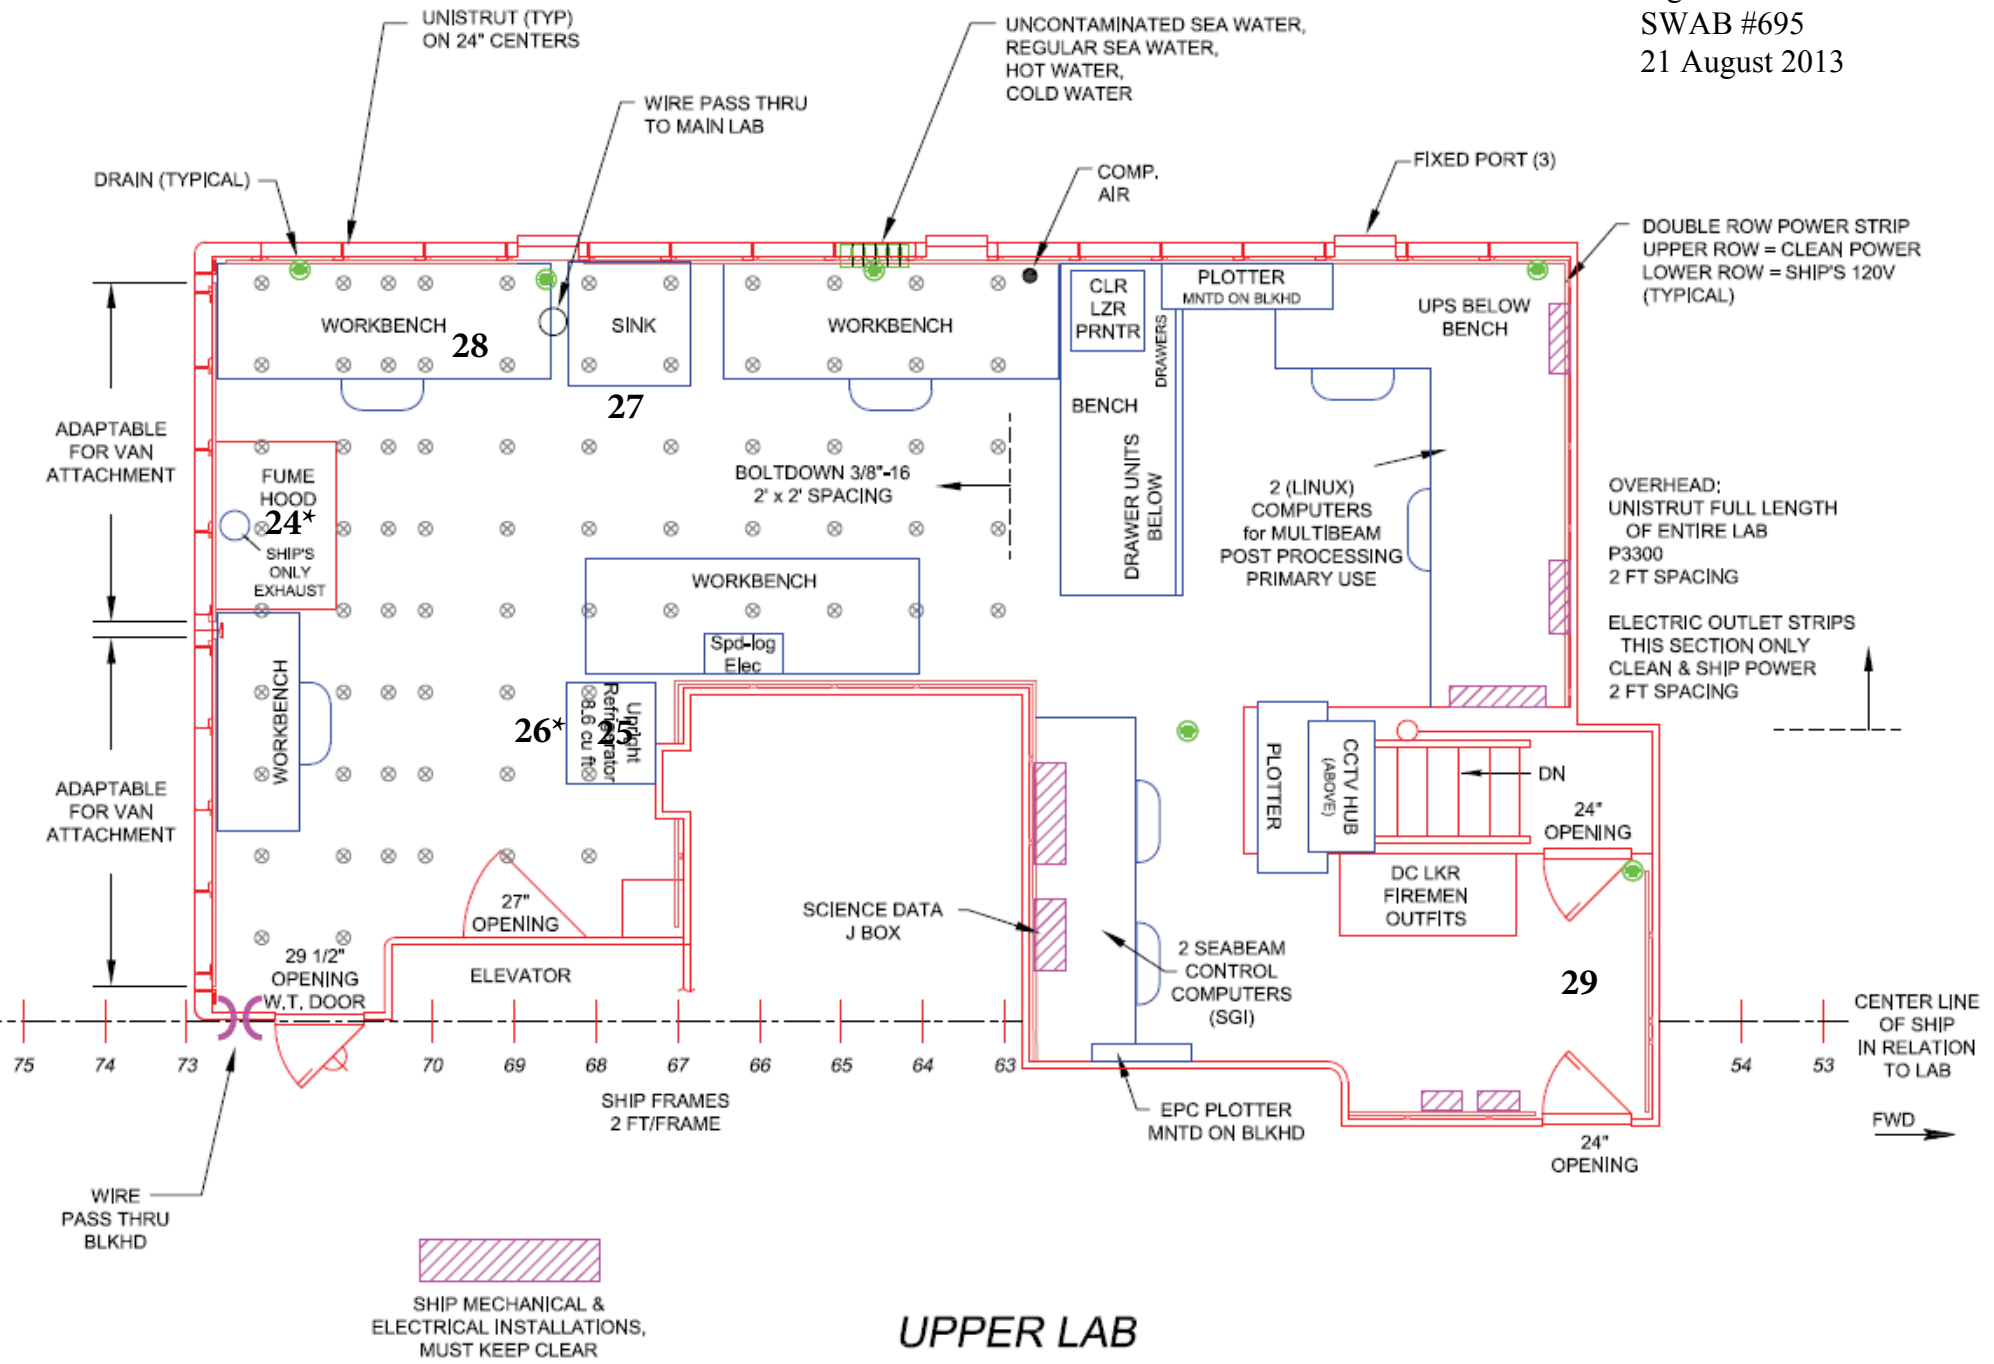 SWAB #695
21 August 2013
UNISTRUT (TYP)
ON 24" CENTERS
UNCONTAMINATED SEA WATER,
REGULAR SEA WATER,
HOT WATER,
COLD WATER
WIRE PASS THRU
TO MAIN LAB
DRAIN (TYPICAL)
COMP.
AIR
FIXED PORT (3)
DOUBLE ROW POWER STRIP
UPPER ROW = CLEAN POWER
LOWER ROW = SHIP'S 120V
(TYPICAL)
WORKBENCH
28
SINK
27
WORKBENCH
CLR
LZR
PRNTR
DRAWERS
PLOTTER
MNTD ON BLKHD
UPS BELOW
BENCH
BENCH
DRAWER UNITS
BELOW
ADAPTABLE
FOR VAN
ATTACHMENT
FUME
HOOD
24*
SHIP'S
ONLY
EXHAUST
BOLTDOWN 3/8"-16
2' x 2' SPACING
2 (LINUX)
COMPUTERS
for MULTIBEAM
POST PROCESSING
PRIMARY USE
OVERHEAD;
UNISTRUT FULL LENGTH
OF ENTIRE LAB
P3300
2 FT SPACING
ELECTRIC OUTLET STRIPS
THIS SECTION ONLY
CLEAN & SHIP POWER
2 FT SPACING
WORKBENCH
Spd-log
Elec
WORKBENCH
26*
25
Upright
Refrigerator
8.6 cu ft
ADAPTABLE
FOR VAN
ATTACHMENT
PLOTTER
CCTV HUB
(ABOVE)
DN
24"
OPENING
DC LKR
FIREMEN
OUTFITS
27"
OPENING
SCIENCE DATA
J BOX
2 SEABEAM
CONTROL
COMPUTERS
(SGI)
29
29 1/2"
OPENING
W.T. DOOR
ELEVATOR
CENTER LINE
OF SHIP
IN RELATION
TO LAB
75 74 73 70 69 68 67 66 65 64 63 54 53
SHIP FRAMES
2 FT/FRAME
EPC PLOTTER
MNTD ON BLKHD
FWD
24"
OPENING
WIRE
PASS THRU
BLKHD
SHIP MECHANICAL &
ELECTRICAL INSTALLATIONS,
MUST KEEP CLEAR
UPPER LAB